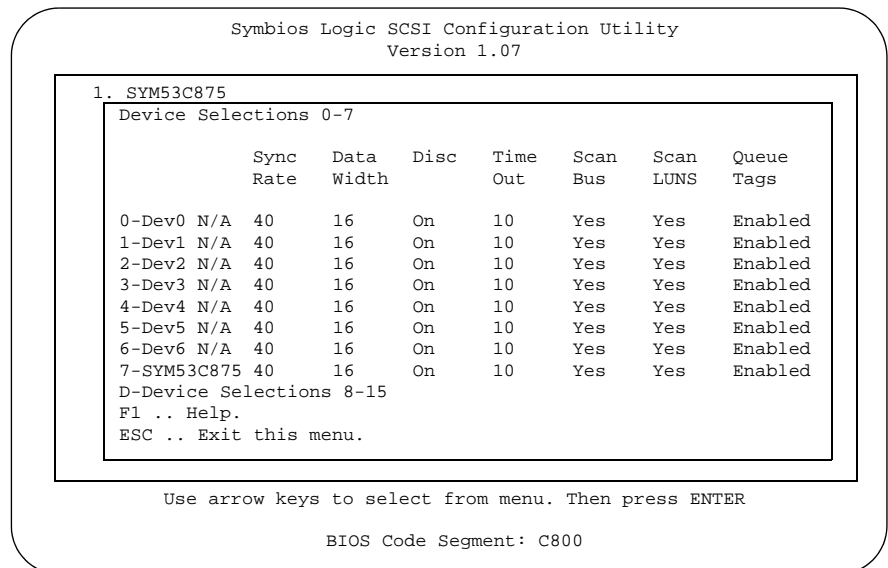 Symbios Logic SCSI Configuration Utility
Version 1.07
1. SYM53C875
Device Selections 0-7
Sync Data Disc Time Scan Scan Queue
Rate Width Out Bus LUNS Tags
0-Dev0 N/A 40 16 On 10 Yes Yes Enabled
1-Dev1 N/A 40 16 On 10 Yes Yes Enabled
2-Dev2 N/A 40 16 On 10 Yes Yes Enabled
3-Dev3 N/A 40 16 On 10 Yes Yes Enabled
4-Dev4 N/A 40 16 On 10 Yes Yes Enabled
5-Dev5 N/A 40 16 On 10 Yes Yes Enabled
6-Dev6 N/A 40 16 On 10 Yes Yes Enabled
7-SYM53C875 40 16 On 10 Yes Yes Enabled
D-Device Selections 8-15
F1 .. Help.
ESC .. Exit this menu.
Use arrow keys to select from menu. Then press ENTER
BIOS Code Segment: C800